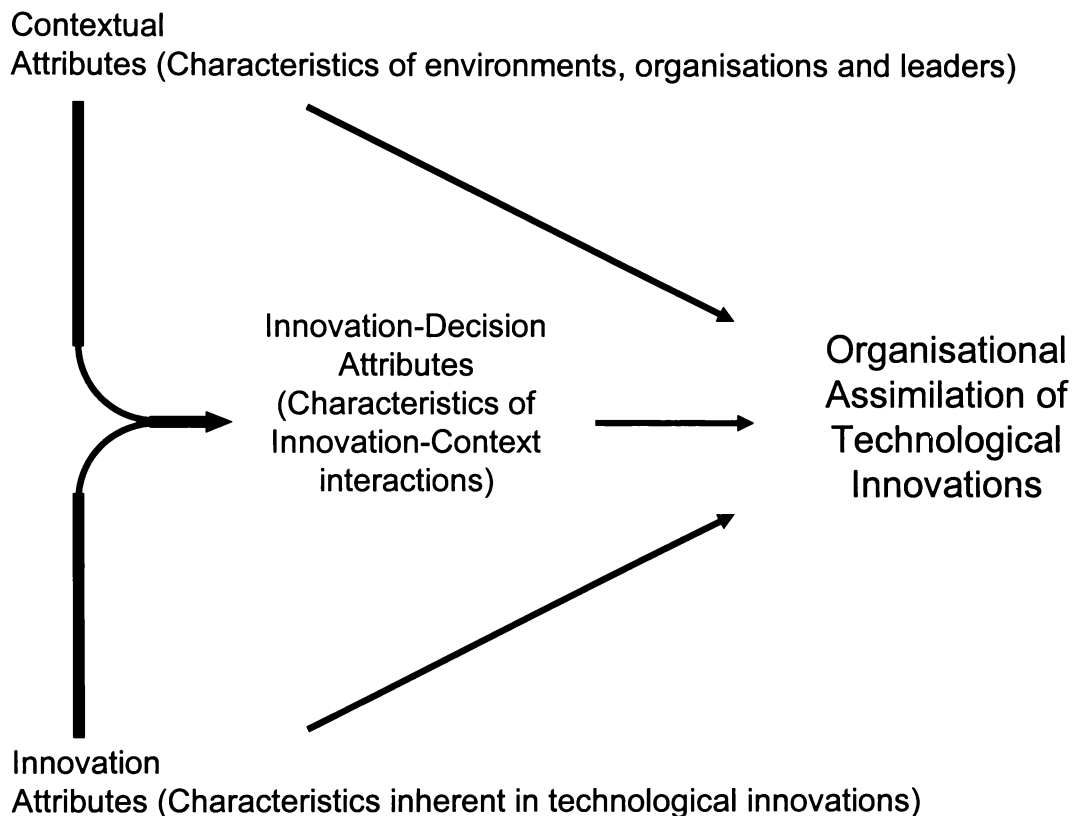 Contextual
Attributes (Characteristics of environments, organisations and leaders)
Innovation-Decision
Attributes
(Characteristics of
Innovation-Context
interactions)
Organisational
Assimilation of
Technological
Innovations
Innovation
Attributes (Characteristics inherent in technological innovations)